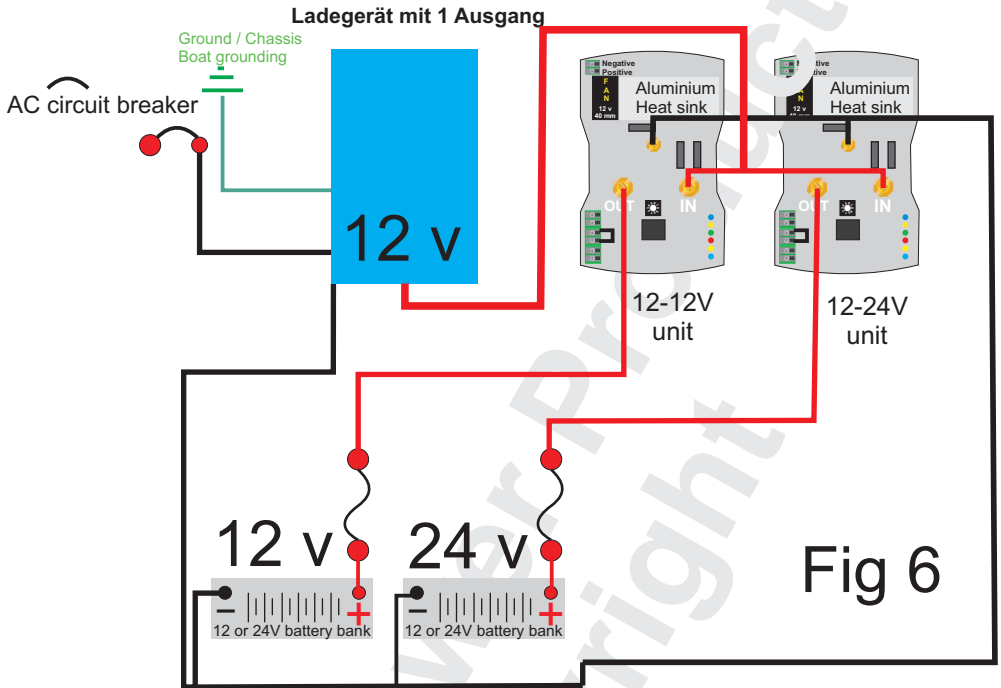 Ladegerät mit 1 Ausgang
Ground / Chassis
Boat grounding
AC circuit breaker
12 v
Negative
Positive
F
A
N
12 v
40 mm
Aluminium
Heat sink
OUT
IN
12-12V
unit
Aluminium
Heat sink
A
N
12 v
OUT
IN
12-24V
unit
12 v
24 v
12 or 24V battery bank
12 or 24V battery bank
Fig 6